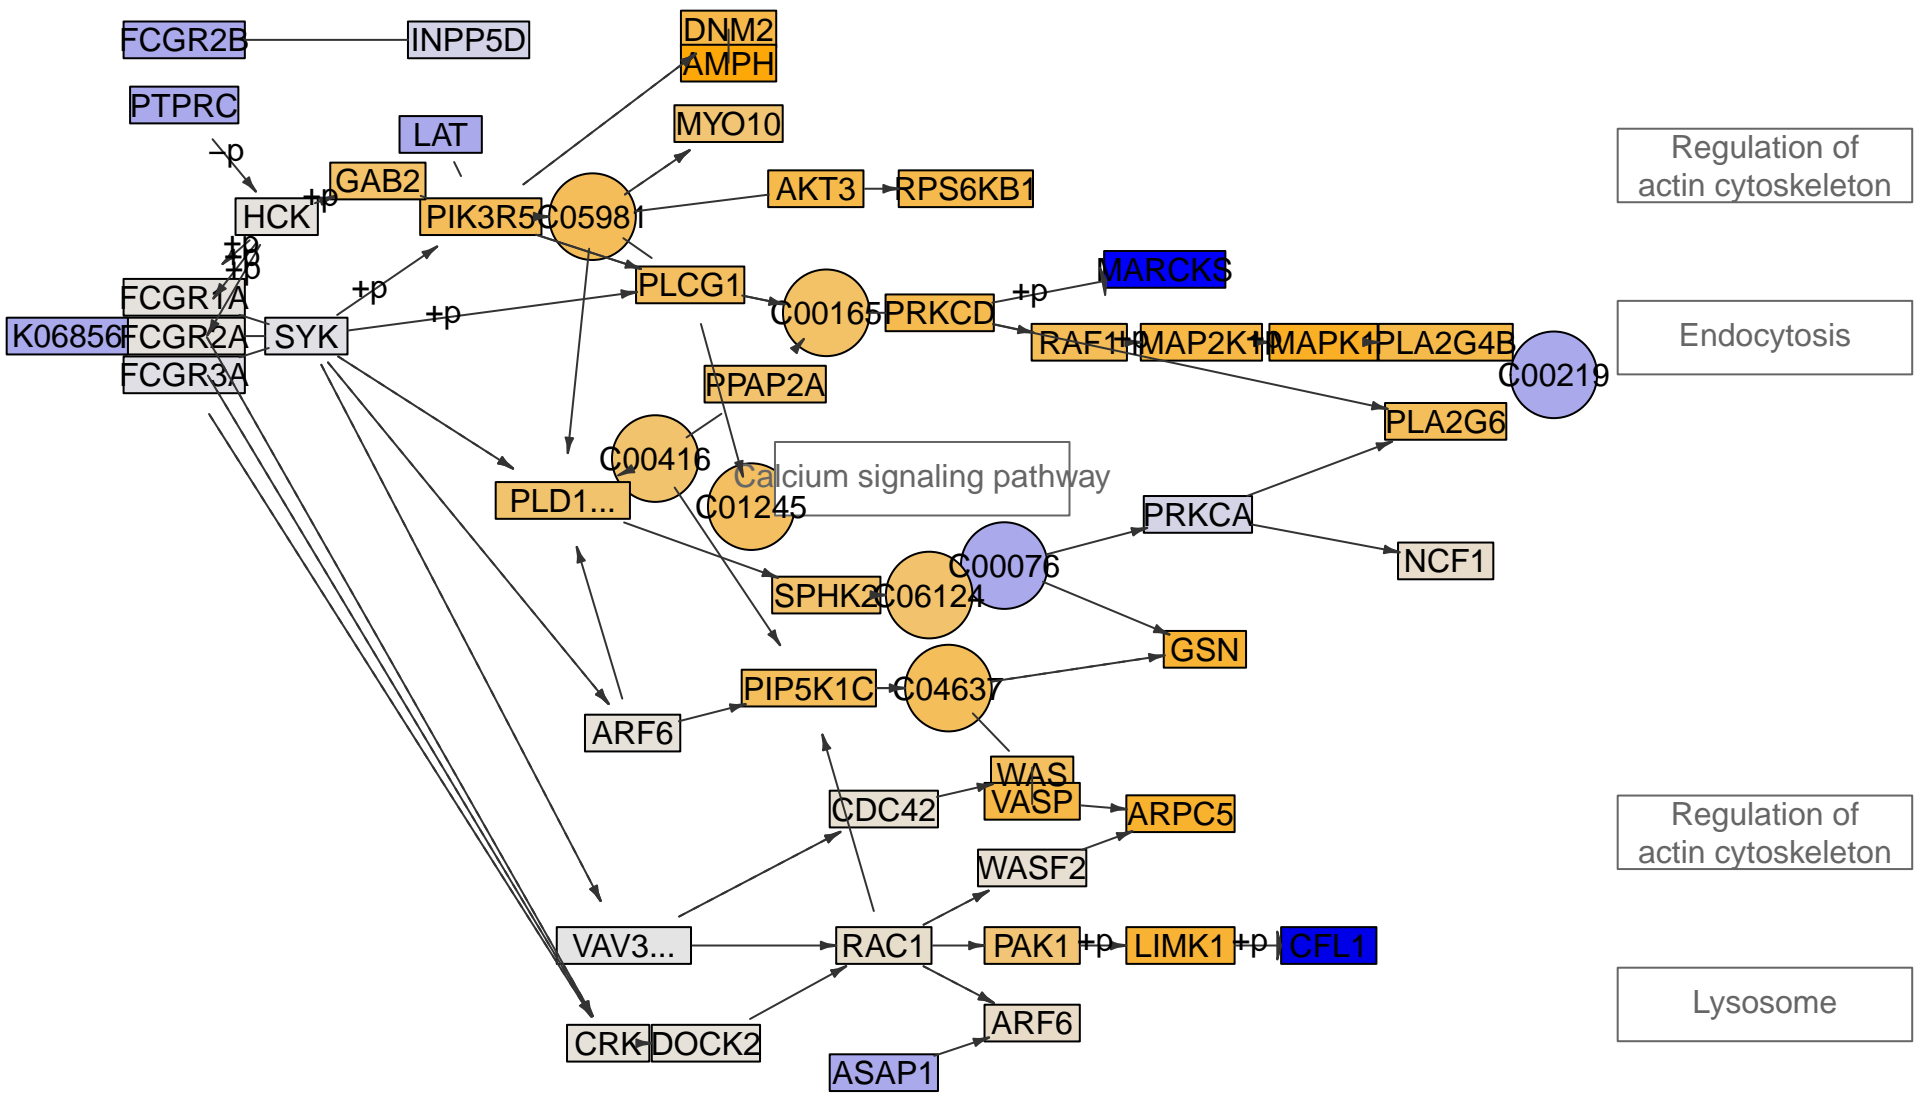 FCGR2B
INPP5D
DNM2
AMPH
PTPRC
LAT
MYO10
Regulation of
actin cytoskeleton
–p
GAB2
+p
HCK
PIK3R5
C05981
AKT3
RPS6KB1
+p
+p
+p
FCGR1A
+p
PLCG1
MARCKS
+p
K06856
FCGR2A
SYK
+p
C00165
PRKCD
RAF1
+p
MAP2K1
+p
MAPK1
PLA2G4B
Endocytosis
FCGR3A
PPAP2A
C00219
PLA2G6
C00416
Calcium signaling pathway
PLD1...
C01245
PRKCA
NCF1
C00076
SPHK2
C06124
GSN
PIP5K1C
C04637
ARF6
WAS
VASP
CDC42
ARPC5
Regulation of
actin cytoskeleton
WASF2
VAV3...
RAC1
PAK1
+p
LIMK1
+p
CFL1
Lysosome
ARF6
CRK
DOCK2
ASAP1